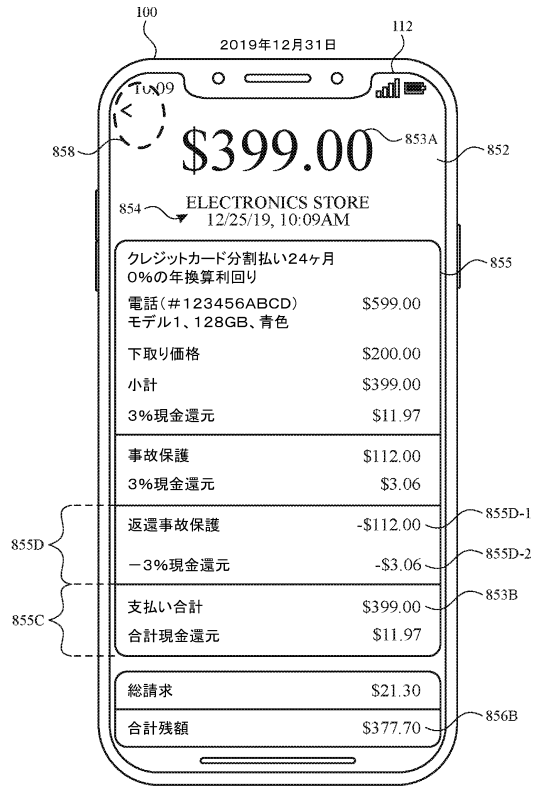 100
2019年12月31日
112
10:09
<
858
$399.00
853A
852
854
ELECTRONICS STORE
12/25/19, 10:09AM
クレジットカード分割払い24ヶ月
0%の年換算利回り
855
電話(#123456ABCD) $599.00
モデル1、128GB、青色
下取り価格 $200.00
小計 $399.00
3%現金還元 $11.97
事故保護 $112.00
3%現金還元 $3.06
855D
返還事故保護 -$112.00
855D-1
-3%現金還元 -$3.06
855D-2
855C
支払い合計 $399.00
853B
合計現金還元 $11.97
総請求 $21.30
合計残額 $377.70
856B